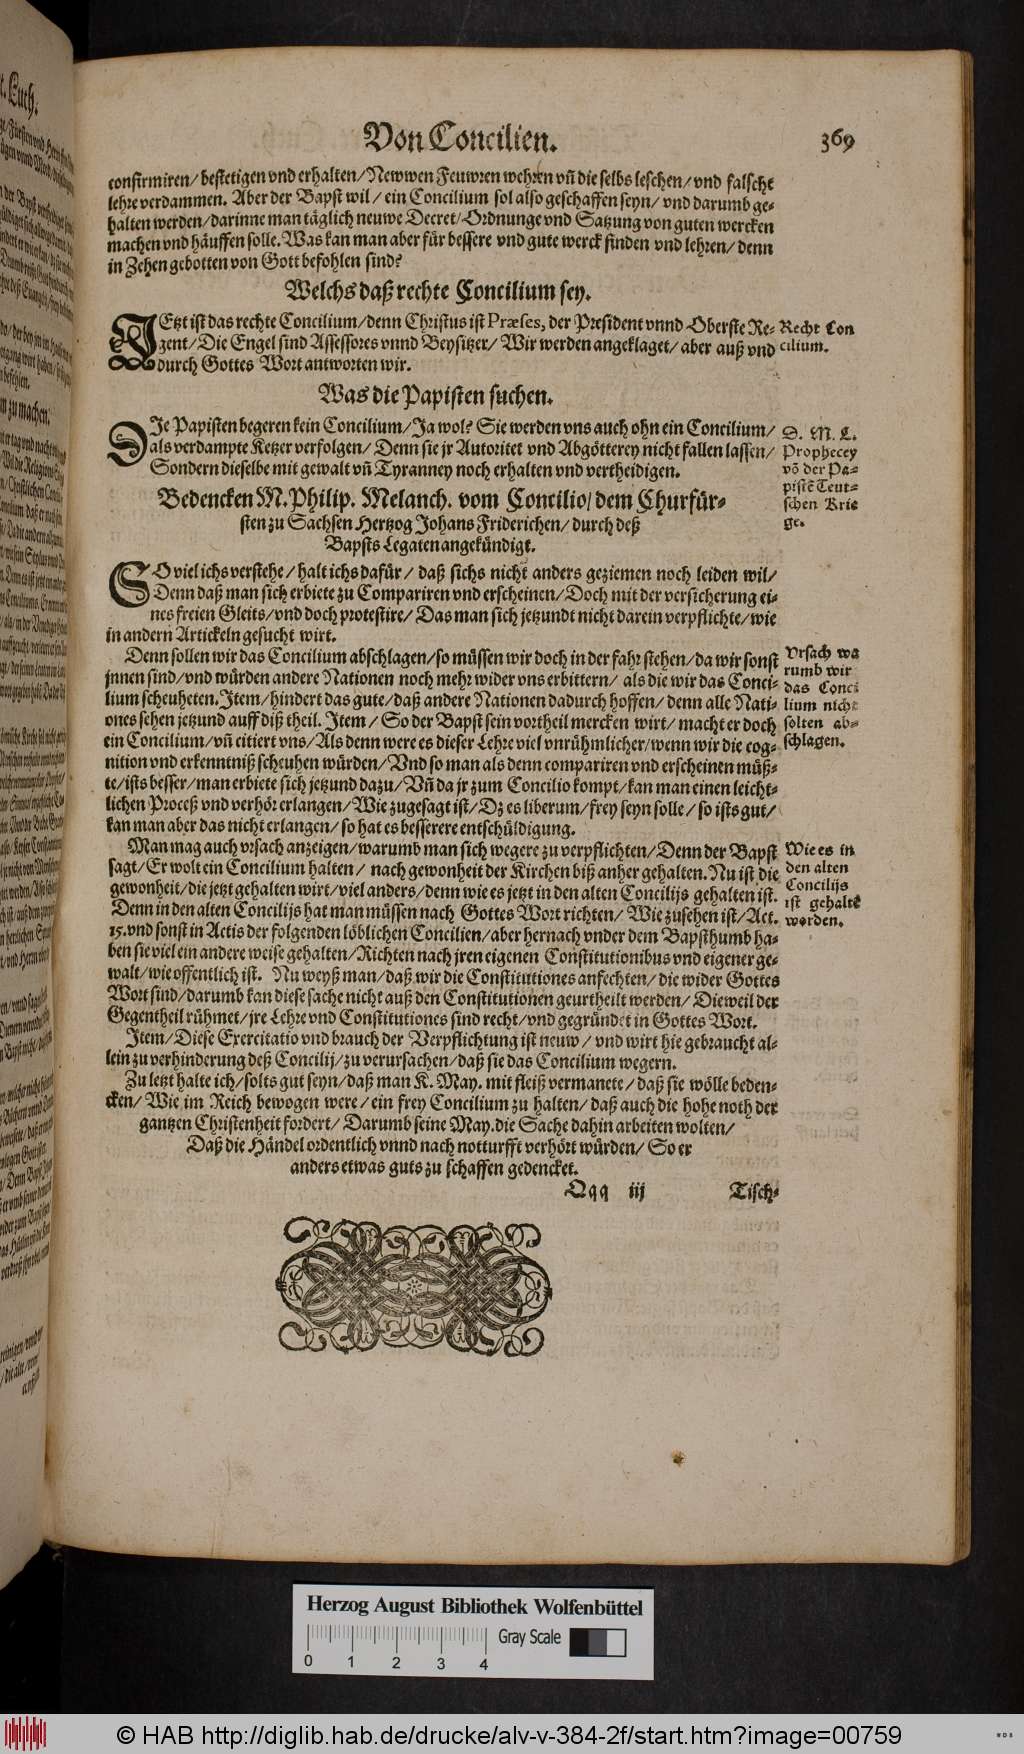 Von Concilien.
369
confirmiren/ bestetigen vnd erhalten/ Newwen Feuwren wehren vñ die selbs leschen/ vnd falsche
lehre verdammen. Aber der Bapst wil/ ein Concilium sol also geschaffen seyn/ vnd darumb ge-
halten werden/ darinne man täglich neuwe Decret/ Ordnunge vnd Satzung von guten wercken
machen vnd häuffen solle. Was kan man aber für bessere vnd gute werck finden vnd lehren/ denn
in Zehen gebotten von Gott befohlen sind?
Welchs daß rechte Concilium sey.
JEtzt ist das rechte Concilium/ denn Christus ist Præses, der President vnnd Oberste Re-
gent/ Die Engel sind Assessores vnnd Beysitzer/ Wir werden angeklaget/ aber auß vnd
durch Gottes Wort antworten wir.
Recht Con
cilium.
Was die Papisten suchen.
DJe Papisten begeren kein Concilium/ Ja wol? Sie werden vns auch ohn ein Concilium/
als verdampte Ketzer verfolgen/ Denn sie jr Autoritet vnd Abgötterey nicht fallen lassen/
Sondern dieselbe mit gewalt vñ Tyranney noch erhalten vnd vertheidigen.
D. M. L.
Prophecey
võ der Pa-
pistẽ Teut-
schen Krie
ge.
Bedencken M. Philip. Melanch. vom Concilio/ dem Churfür-
sten zu Sachsen Hertzog Johans Friderichen/ durch deß
Bapsts Legaten angekündigt.
SO viel ichs verstehe/ halt ichs dafür/ daß sichs nicht anders geziemen noch leiden wil/
Denn daß man sich erbiete zu Compariren vnd erscheinen/ Doch mit der versicherung ei-
nes freien Gleits/ vnd doch protestire/ Das man sich jetzundt nicht darein verpflichte/ wie
in andern Artickeln gesucht wirt.
Denn sollen wir das Concilium abschlagen/ so müssen wir doch in der fahr stehen/ da wir sonst
jnnen sind/ vnd würden andere Nationen noch mehr wider vns erbittern/ als die wir das Conci-
lium scheuheten. Item/ hindert das gute/ daß andere Nationen dadurch hoffen/ denn alle Nati-
ones sehen jetzund auff diß theil. Item/ So der Bapst sein vortheil mercken wirt/ macht er doch
ein Concilium/ vñ citiert vns/ Als denn were es dieser Lehre viel vnrühmlicher/ wenn wir die cog-
nition vnd erkenntniß scheuhen würden/ Vnd so man als denn compariren vnd erscheinen müß-
te/ ists besser/ man erbiete sich jetzund dazu/ Vñ da jr zum Concilio kompt/ kan man einen leicht-
lichen Proceß vnd verhör erlangen/ Wie zugesagt ist/ Dz es liberum/ frey seyn solle/ so ists gut/
kan man aber das nicht erlangen/ so hat es besserere entschüldigung.
Vrsach wa
rumb wir
das Conci
lium nicht
solten ab-
schlagen.
Man mag auch vrsach anzeigen/ warumb man sich wegere zu verpflichten/ Denn der Bapst
sagt/ Er wolt ein Concilium halten/ nach gewonheit der Kirchen biß anher gehalten. Nu ist die
gewonheit/ die jetzt gehalten wirt/ viel anders/ denn wie es jetzt in den alten Concilijs gehalten ist.
Denn in den alten Concilijs hat man müssen nach Gottes Wort richten/ Wie zusehen ist/ Act.
15. vnd sonst in Actis der folgenden löblichen Concilien/ aber hernach vnder dem Bapsthumb ha-
ben sie viel ein andere weise gehalten/ Richten nach jren eigenen Constitutionibus vnd eigener ge-
walt/ wie offentlich ist. Nu weyß man/ daß wir die Constitutiones anfechten/ die wider Gottes
Wort sind/ darumb kan diese sache nicht auß den Constitutionen geurtheilt werden/ Dieweil der
Gegentheil rühmet/ jre Lehre vnd Constitutiones sind recht/ vnd gegründet in Gottes Wort.
Wie es in
den alten
Concilijs
ist gehaltẽ
worden.
Item/ Diese Exercitatio vnd brauch der Verpflichtung ist neuw/ vnd wirt hie gebraucht al-
lein zu verhinderung deß Concilij/ zu verursachen/ daß sie das Concilium wegern.
Zu letzt halte ich/ solts gut seyn/ daß man K. May. mit fleiß vermanete/ daß sie wölle beden-
cken/ Wie im Reich bewogen were/ ein frey Concilium zu halten/ daß auch die hohe noth der
gantzen Christenheit fordert/ Darumb seine May. die Sache dahin arbeiten wolten/
Daß die Händel ordentlich vnnd nach notturfft verhört würden/ So er
anders etwas guts zu schaffen gedencket.
Qqq iij
Tisch-
Herzog August Bibliothek Wolfenbüttel
Gray Scale
0 1 2 3 4
© HAB http://diglib.hab.de/drucke/alv-v-384-2f/start.htm?image=00759